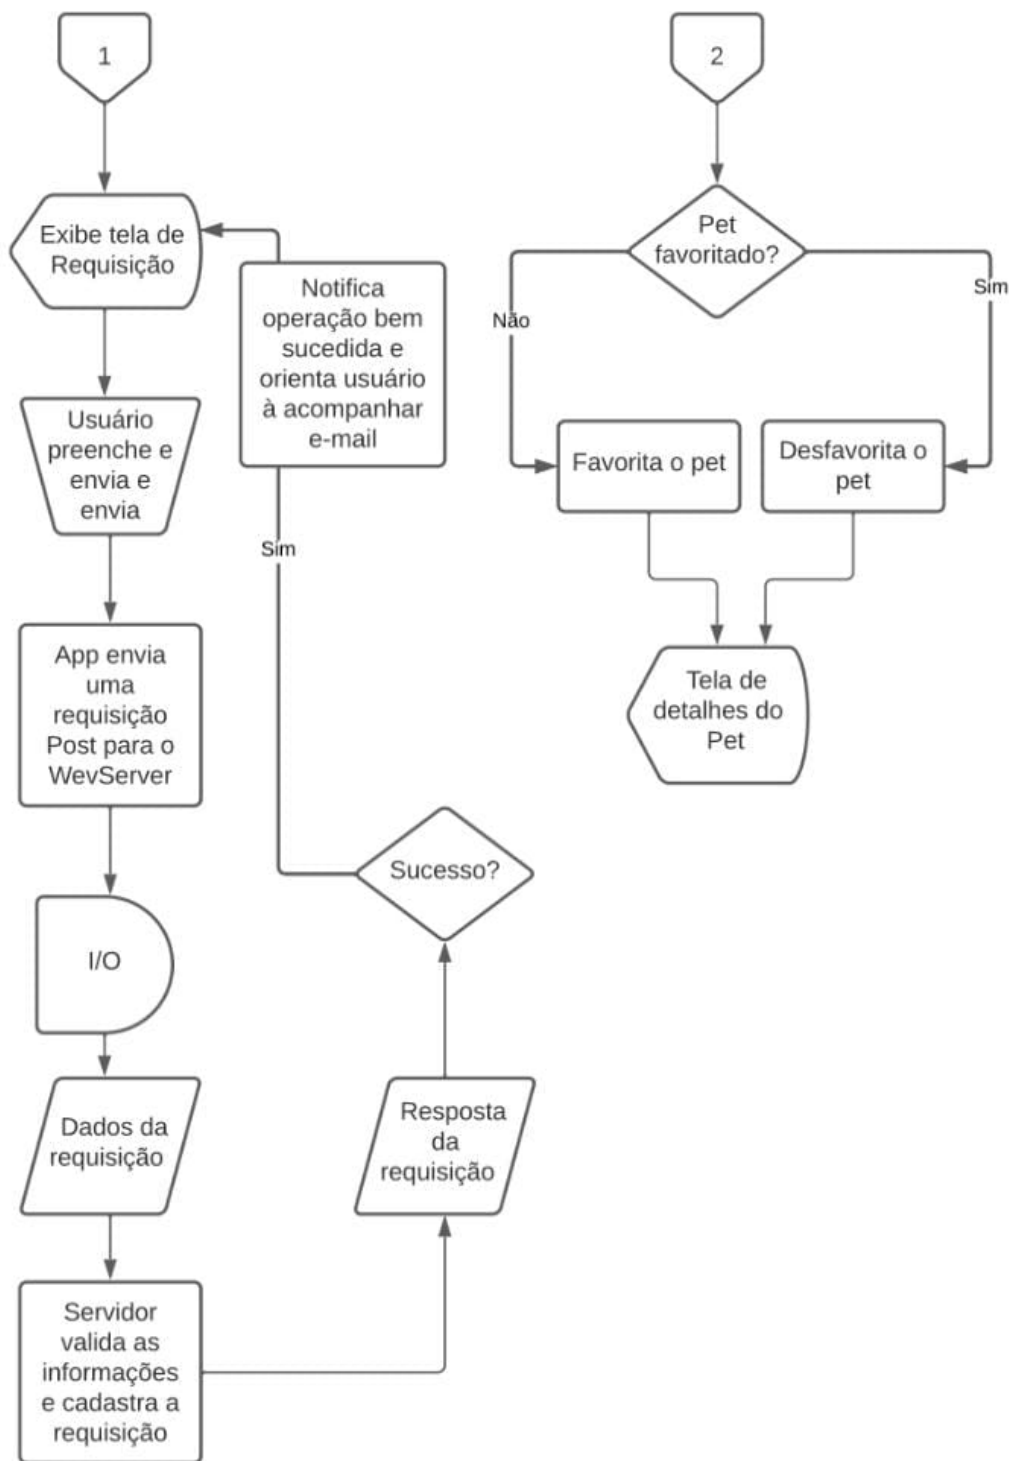 1
Exibe tela de
Requisição
Usuário
preenche e
envia e
envia
App envia
uma
requisição
Post para o
WevServer
I/O
Dados da
requisição
Servidor
valida as
informações
e cadastra a
requisição
Resposta
da
requisição
Sucesso?
Sim
Notifica
operação bem
sucedida e
orienta usuário
à acompanhar
e-mail
2
Pet
favoritado?
Não
Sim
Favorita o pet
Desfavorita o
pet
Tela de
detalhes do
Pet